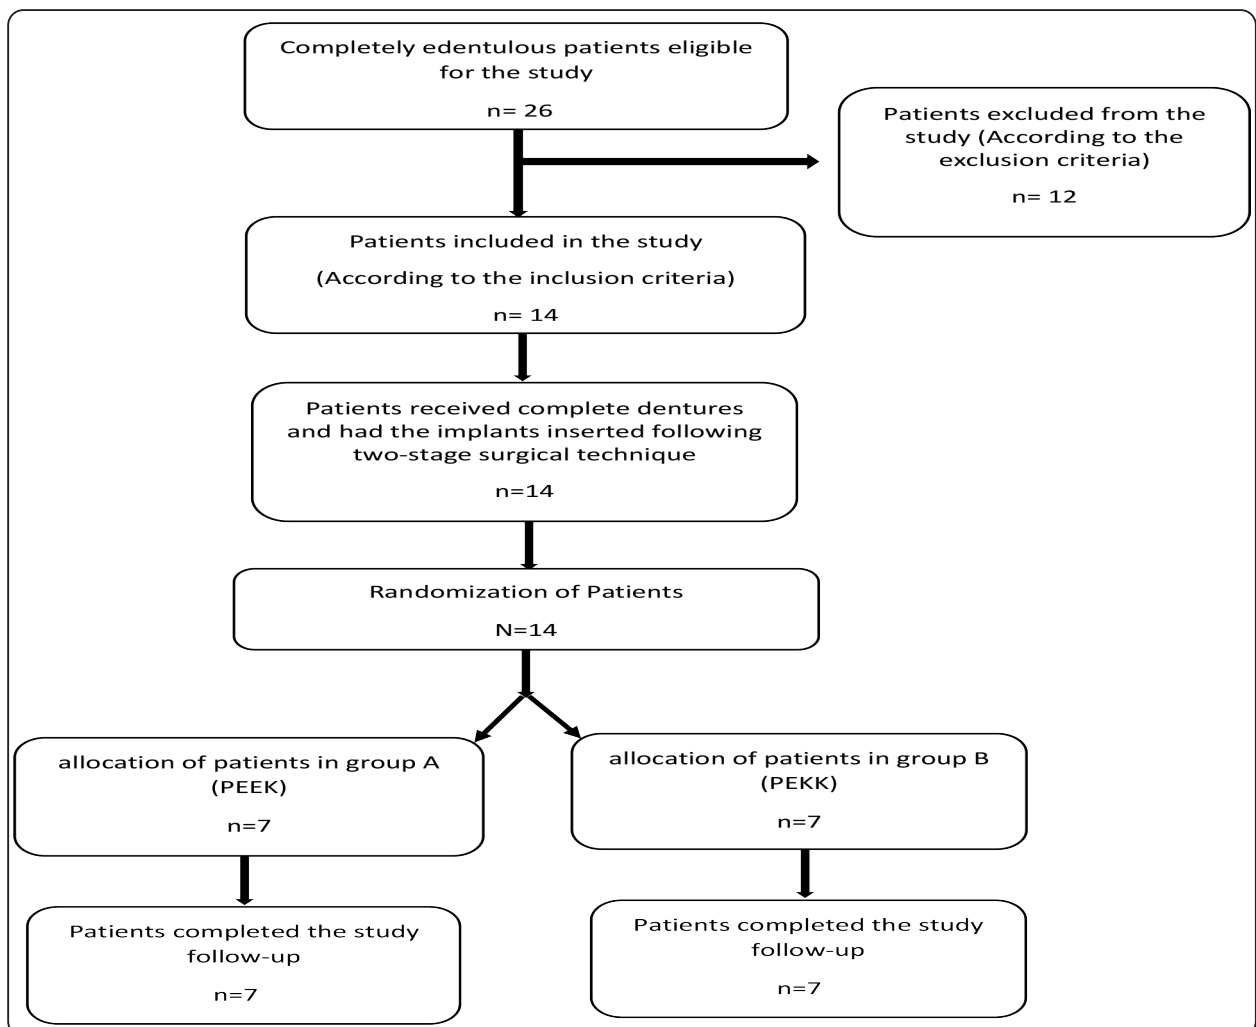 Completely edentulous patients eligible
for the study
n= 26
Patients excluded from the
study (According to the
exclusion criteria)
n= 12
Patients included in the study
(According to the inclusion criteria)
n= 14
Patients received complete dentures
and had the implants inserted following
two-stage surgical technique
n=14
Randomization of Patients
N=14
allocation of patients in group A
(PEEK)
n=7
allocation of patients in group B
(PEKK)
n=7
Patients completed the study
follow-up
n=7
Patients completed the study
follow-up
n=7